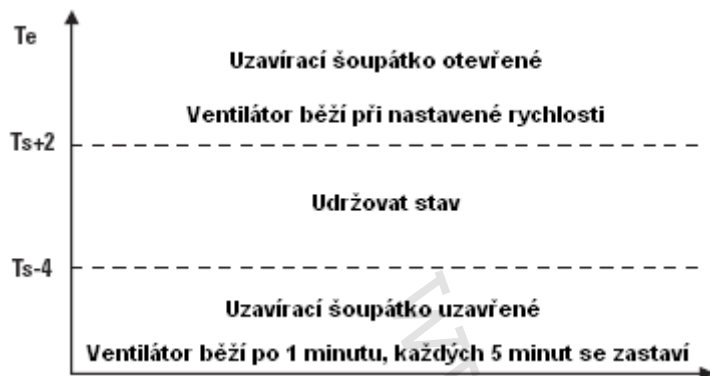 Te
Uzavírací šoupátko otevřené
Ventilátor běží při nastavené rychlosti
Ts+2
Udržovat stav
Ts-4
Uzavírací šoupátko uzavřené
Ventilátor běží po 1 minutu, každých 5 minut se zastaví